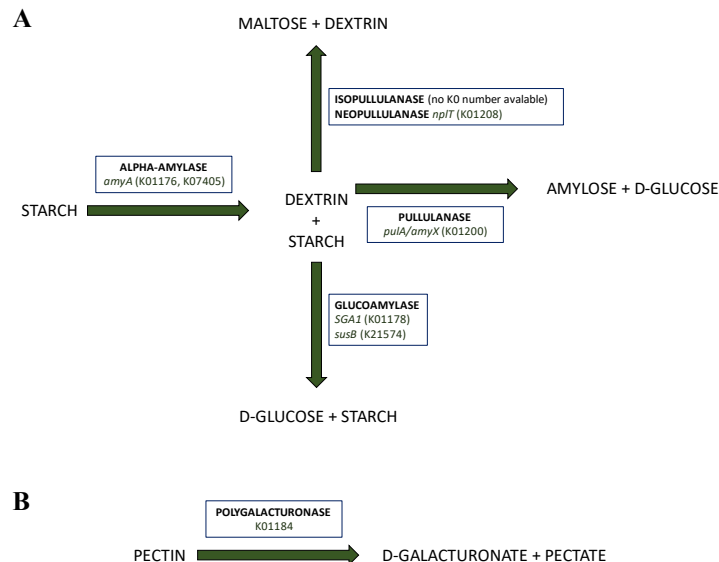 A
MALTOSE + DEXTRIN
ISOPULLULANASE (no K0 number avalable)
NEOPULLULANASE nplT (K01208)
ALPHA-AMYLASE
amyA (K01176, K07405)
STARCH
DEXTRIN
+
STARCH
AMYLOSE + D-GLUCOSE
PULLULANASE
pulA/amyX (K01200)
GLUCOAMYLASE
SGA1 (K01178)
susB (K21574)
D-GLUCOSE + STARCH
B
POLYGALACTURONASE
K01184
PECTIN
D-GALACTURONATE + PECTATE